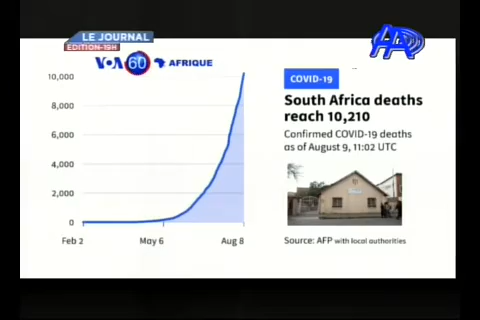 LE JOURNAL
EDITION-19H
VOA 60 AFRIQUE
COVID-19
South Africa deaths
reach 10,210
Confirmed COVID-19 deaths
as of August 9, 11:02 UTC
10,000
8,000
6,000
4,000
2,000
0
Feb 2 May 6 Aug 8
Source: AFP with local authorities